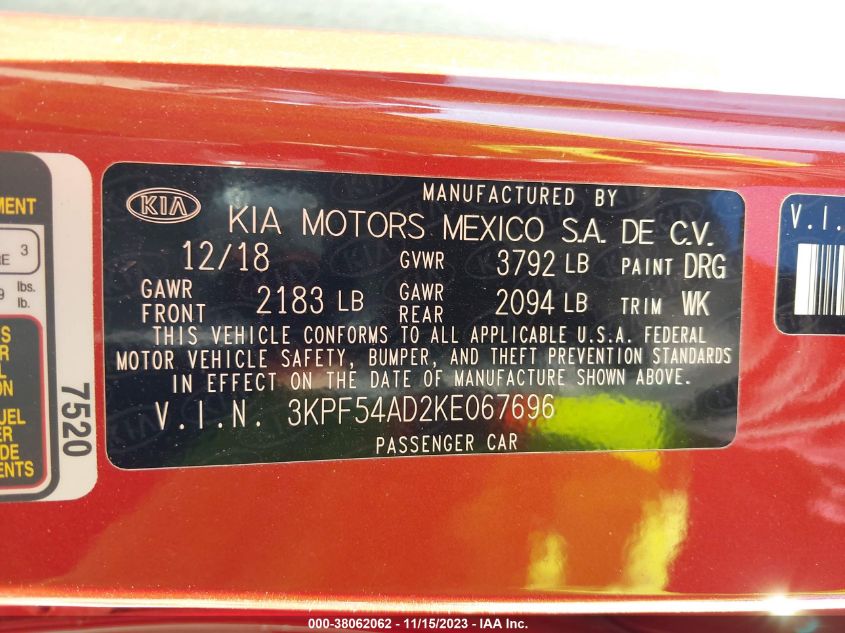 MANUFACTURED BY
KIA KIA MOTORS MEXICO S.A. DE C.V.
12/18 GVWR 3792 LB PAINT DRG
GAWR FRONT 2183 LB GAWR REAR 2094 LB TRIM WK
THIS VEHICLE CONFORMS TO ALL APPLICABLE U.S.A. FEDERAL
MOTOR VEHICLE SAFETY, BUMPER, AND THEFT PREVENTION STANDARDS
IN EFFECT ON THE DATE OF MANUFACTURE SHOWN ABOVE.
V.I.N. 3KPF54AD2KE067696
PASSENGER CAR
3
lbs.
lb.
7520
V.I.
000-38062062 - 11/15/2023 - IAA Inc.